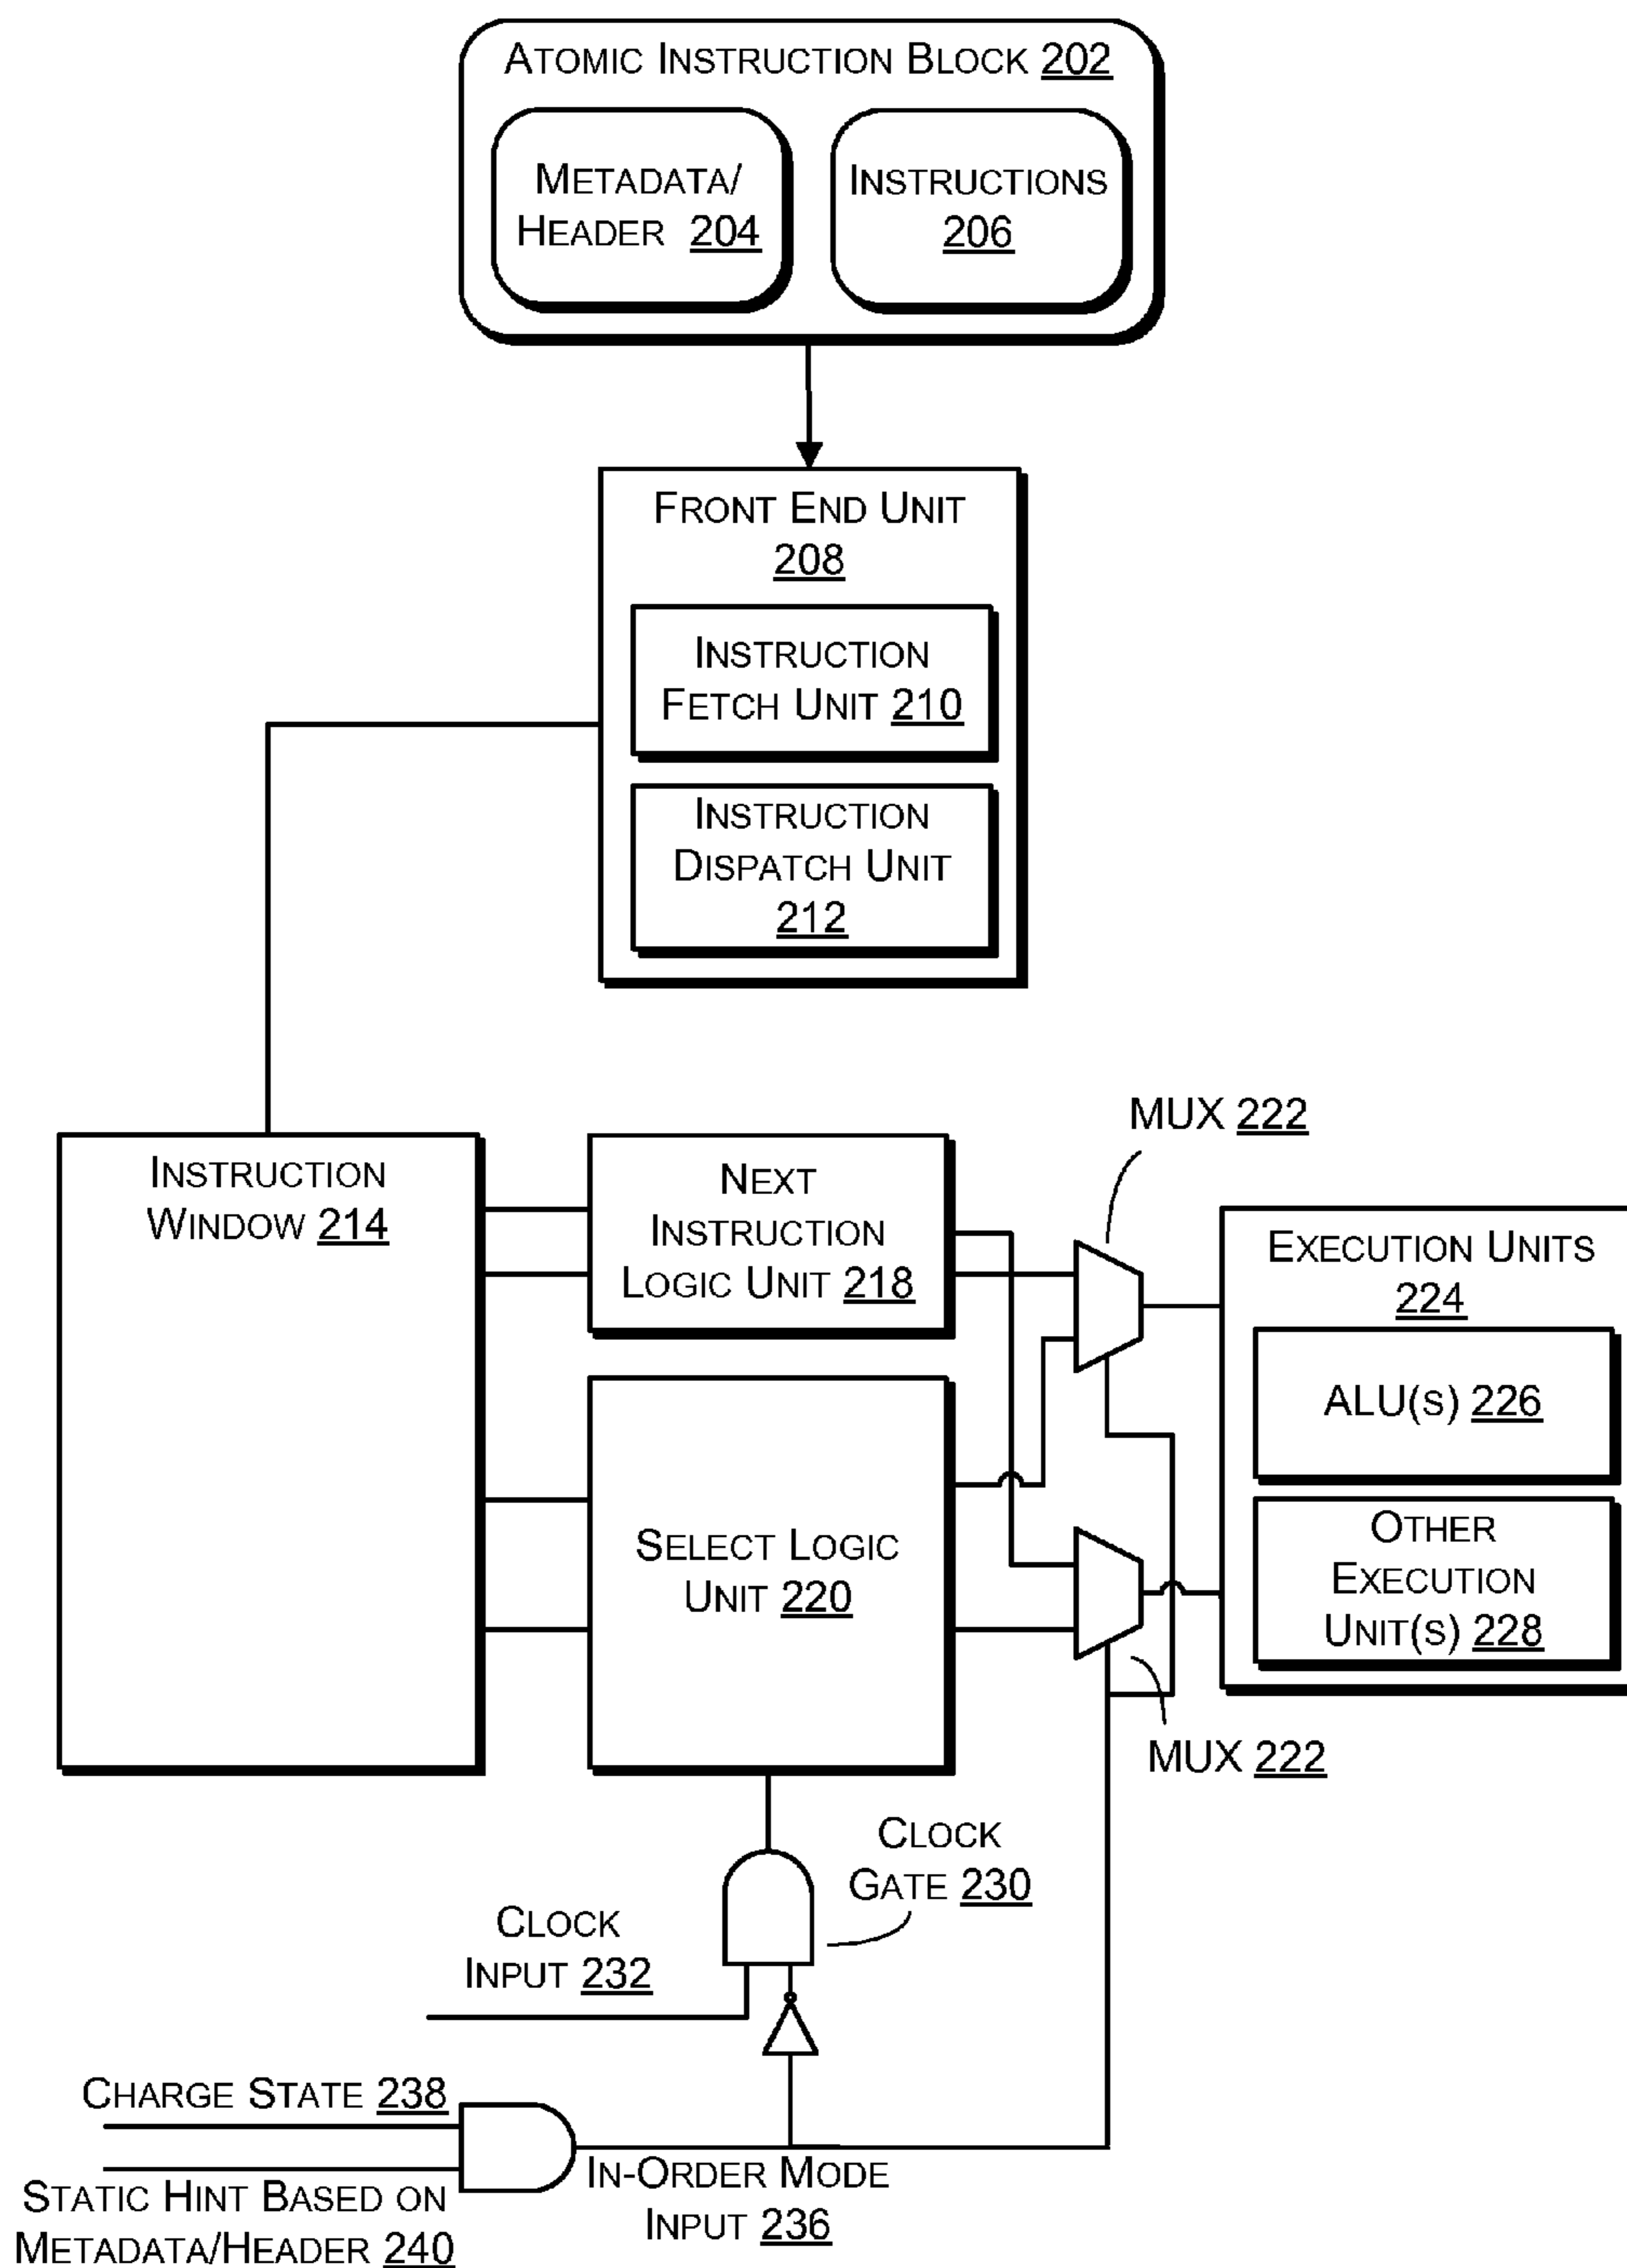 ATOMIC INSTRUCTION BLOCK 202
METADATA/
HEADER 204
INSTRUCTIONS
206
FRONT END UNIT
208
INSTRUCTION
FETCH UNIT 210
INSTRUCTION
DISPATCH UNIT
212
MUX 222
INSTRUCTION
WINDOW 214
NEXT
INSTRUCTION
LOGIC UNIT 218
EXECUTION UNITS
224
ALU(S) 226
SELECT LOGIC
UNIT 220
OTHER
EXECUTION
UNIT(S) 228
MUX 222
CLOCK
GATE 230
CLOCK
INPUT 232
CHARGE STATE 238
IN-ORDER MODE
INPUT 236
STATIC HINT BASED ON
METADATA/HEADER 240